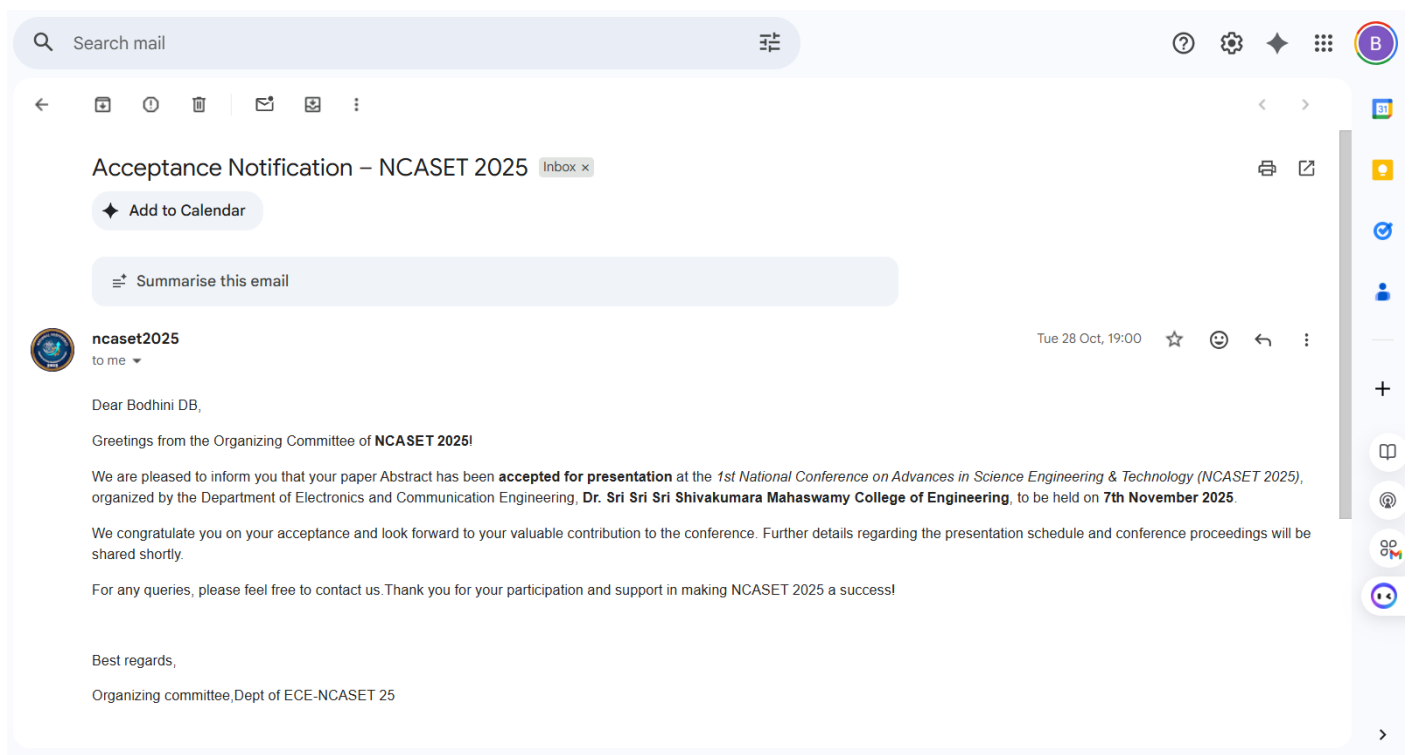 Search mail
B
31
Acceptance Notification – NCASET 2025 Inbox ×
Add to Calendar
Summarise this email
ncaset2025
Tue 28 Oct, 19:00
to me
Dear Bodhini DB,
Greetings from the Organizing Committee of NCASET 2025!
We are pleased to inform you that your paper Abstract has been accepted for presentation at the 1st National Conference on Advances in Science Engineering & Technology (NCASET 2025),
organized by the Department of Electronics and Communication Engineering, Dr. Sri Sri Sri Shivakumara Mahaswamy College of Engineering, to be held on 7th November 2025.
We congratulate you on your acceptance and look forward to your valuable contribution to the conference. Further details regarding the presentation schedule and conference proceedings will be
shared shortly.
For any queries, please feel free to contact us.Thank you for your participation and support in making NCASET 2025 a success!
Best regards,
Organizing committee,Dept of ECE-NCASET 25